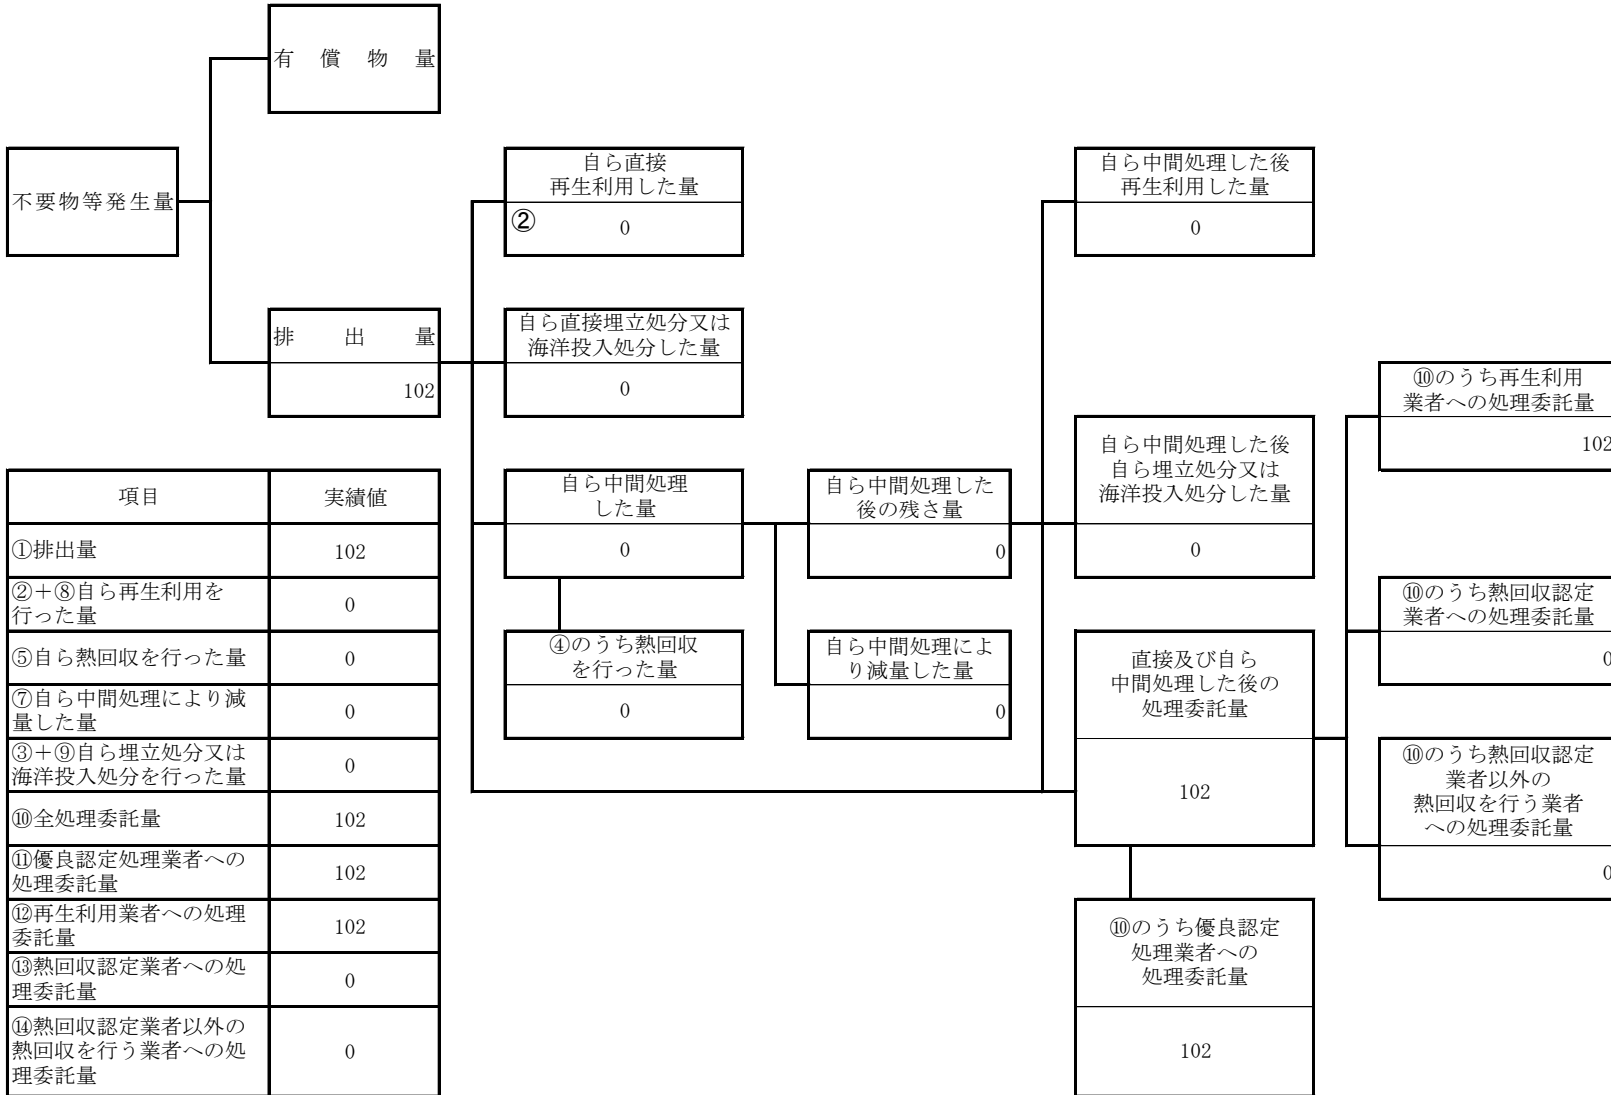 有償物量
不要物等発生量
排出量
102
自ら直接
再生利用した量
②
0
自ら直接埋立処分又は
海洋投入処分した量
0
自ら中間処理
した量
0
④のうち熱回収
を行った量
0
自ら中間処理した
後の残さ量
0
自ら中間処理によ
り減量した量
0
自ら中間処理した後
再生利用した量
0
自ら中間処理した後
自ら埋立処分又は
海洋投入処分した量
0
直接及び自ら
中間処理した後の
処理委託量
102
⑩のうち優良認定
処理業者への
処理委託量
102
⑩のうち再生利用
業者への処理委託量
102
⑩のうち熱回収認定
業者への処理委託量
0
⑩のうち熱回収認定
業者以外の
熱回収を行う業者
への処理委託量
0
項目 実績値
①排出量 102
②＋⑧自ら再生利用を
行った量 0
⑤自ら熱回収を行った量 0
⑦自ら中間処理により減
量した量 0
③＋⑨自ら埋立処分又は
海洋投入処分を行った量 0
⑩全処理委託量 102
⑪優良認定処理業者への
処理委託量 102
⑫再生利用業者への処理
委託量 102
⑬熱回収認定業者への処
理委託量 0
⑭熱回収認定業者以外の
熱回収を行う業者への処
理委託量 0